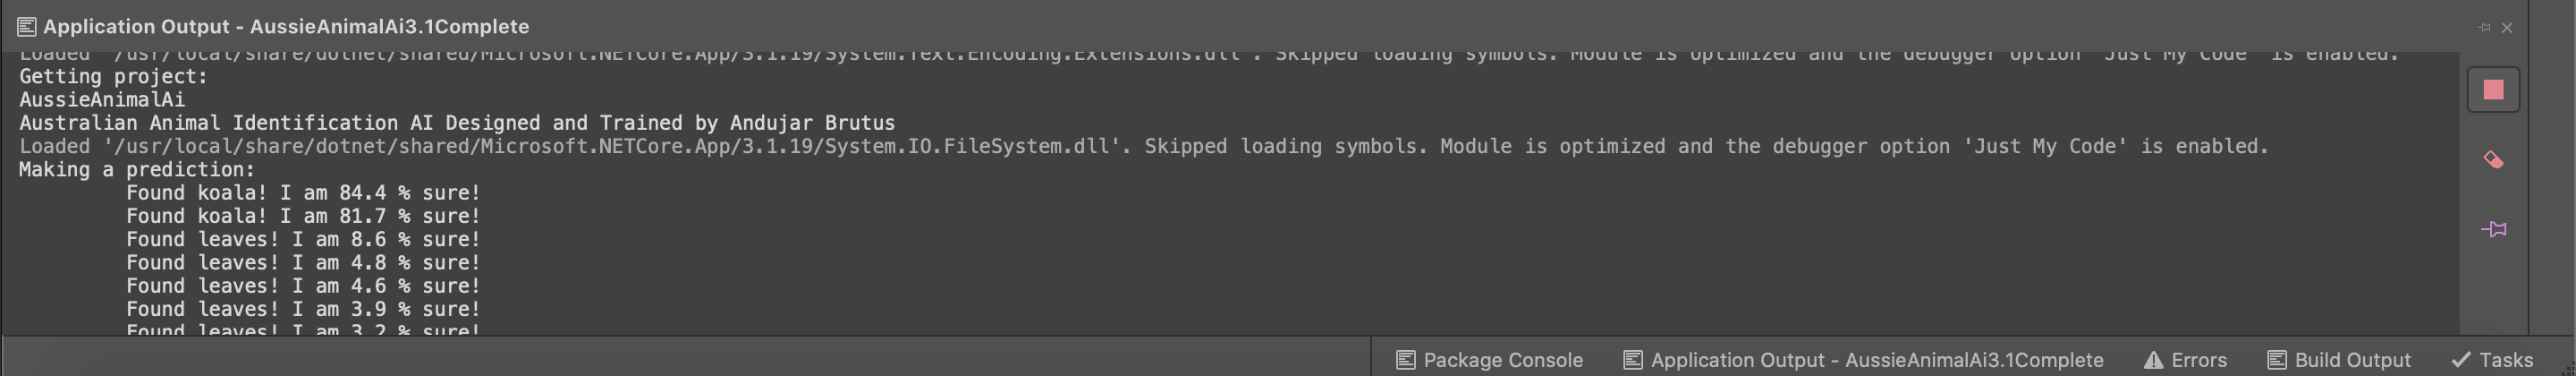 Application Output - AussieAnimalAi3.1Complete
Loaded '/usr/local/share/dotnet/shared/Microsoft.NETCore.App/3.1.19/System.Text.Encoding.Extensions.dll'. Skipped loading symbols. Module is optimized and the debugger option 'Just My Code' is enabled.
Getting project:
AussieAnimalAi
Australian Animal Identification AI Designed and Trained by Andujar Brutus
Loaded '/usr/local/share/dotnet/shared/Microsoft.NETCore.App/3.1.19/System.IO.FileSystem.dll'. Skipped loading symbols. Module is optimized and the debugger option 'Just My Code' is enabled.
Making a prediction:
Found koala! I am 84.4 % sure!
Found koala! I am 81.7 % sure!
Found leaves! I am 8.6 % sure!
Found leaves! I am 4.8 % sure!
Found leaves! I am 4.6 % sure!
Found leaves! I am 3.9 % sure!
Found leaves! I am 3.2 % sure!
Package Console
Application Output - AussieAnimalAi3.1Complete
Errors
Build Output
Tasks